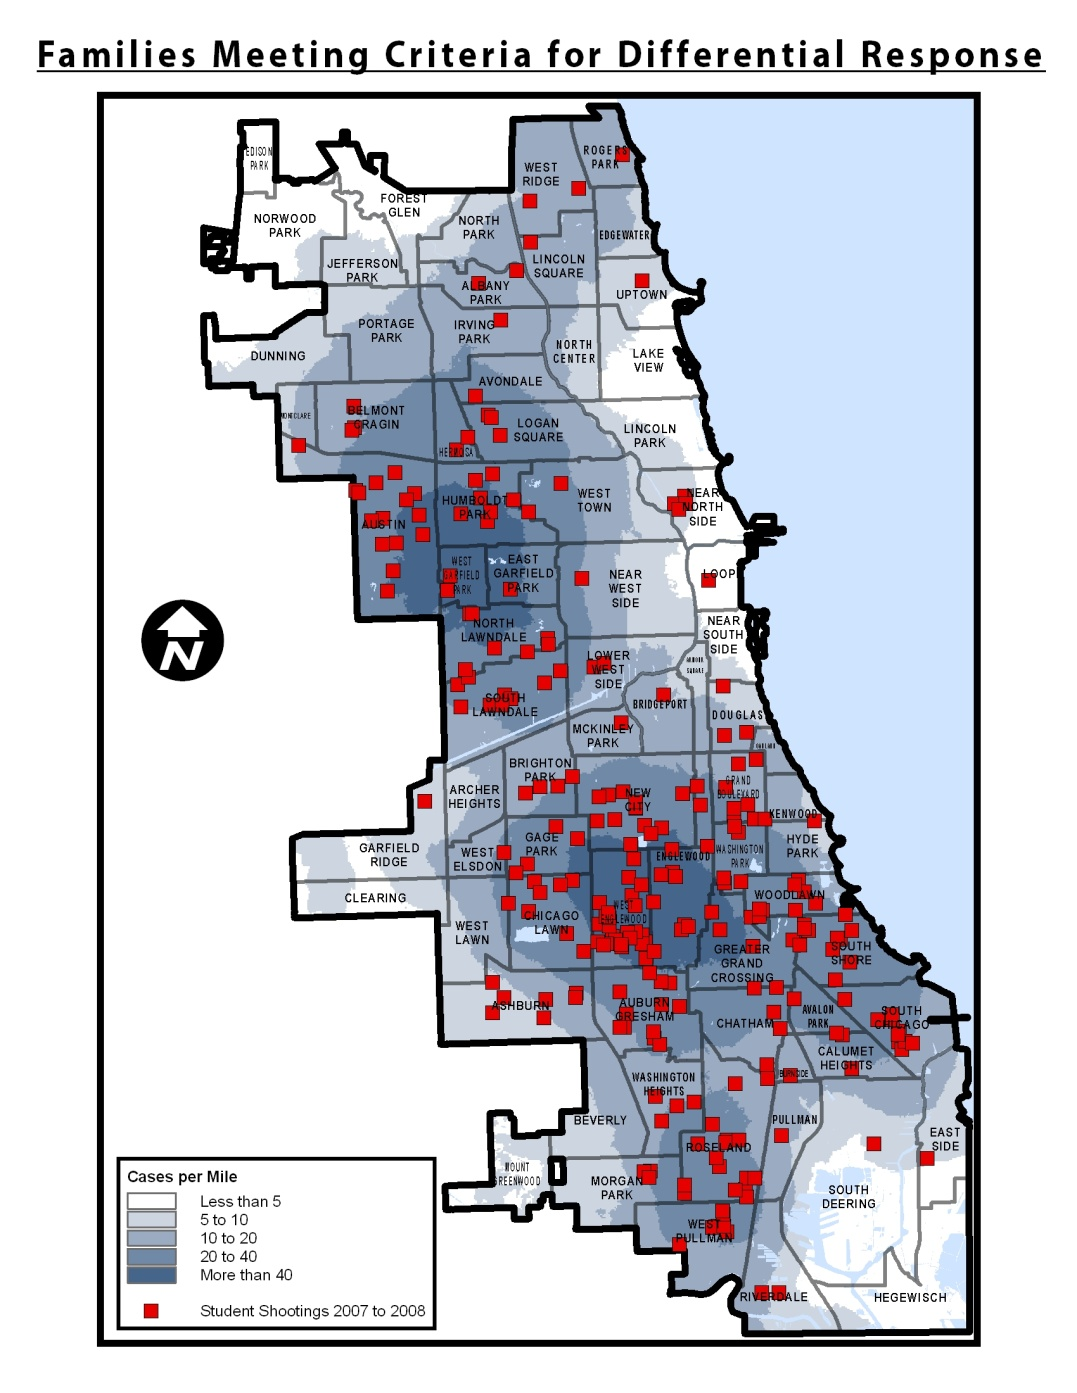 Families Meeting Criteria for Differential Response
EDISON
PARK
ROGERS
PARK
WEST
RIDGE
FOREST
GLEN
NORWOOD
PARK
NORTH
PARK
EDGEWATER
JEFFERSON
PARK
LINCOLN
SQUARE
ALBANY
PARK
UPTOWN
PORTAGE
PARK
IRVING
PARK
DUNNING
NORTH
CENTER
LAKE
VIEW
AVONDALE
MONTCLARE
BELMONT
CRAGIN
LOGAN
SQUARE
LINCOLN
PARK
HERMOSA
HUMBOLDT
PARK
WEST
TOWN
NEAR
NORTH
SIDE
AUSTIN
WEST
GARFIELD
PARK
EAST
GARFIELD
PARK
NEAR
WEST
SIDE
LOOP
N
NORTH
LAWNDALE
NEAR
SOUTH
SIDE
LOWER
WEST
SIDE
ARMOUR
SQUARE
SOUTH
LAWNDALE
BRIDGEPORT
DOUGLAS
MCKINLEY
PARK
OAKLAND
BRIGHTON
PARK
ARCHER
HEIGHTS
NEW
CITY
GRAND
BOULEVARD
KENWOOD
GARFIELD
RIDGE
WEST
ELSDON
GAGE
PARK
ENGLEWOOD
WASHINGTON
PARK
HYDE
PARK
CLEARING
WEST
ENGLEWOOD
WOODLAWN
CHICAGO
LAWN
WEST
LAWN
GREATER
GRAND
CROSSING
SOUTH
SHORE
ASHBURN
AUBURN
GRESHAM
CHATHAM
AVALON
PARK
SOUTH
CHICAGO
CALUMET
HEIGHTS
BURNSIDE
WASHINGTON
HEIGHTS
BEVERLY
PULLMAN
EAST
SIDE
ROSELAND
MOUNT
GREENWOOD
MORGAN
PARK
SOUTH
DEERING
WEST
PULLMAN
RIVERDALE
HEGEWISCH
Cases per Mile
Less than 5
5 to 10
10 to 20
20 to 40
More than 40
Student Shootings 2007 to 2008